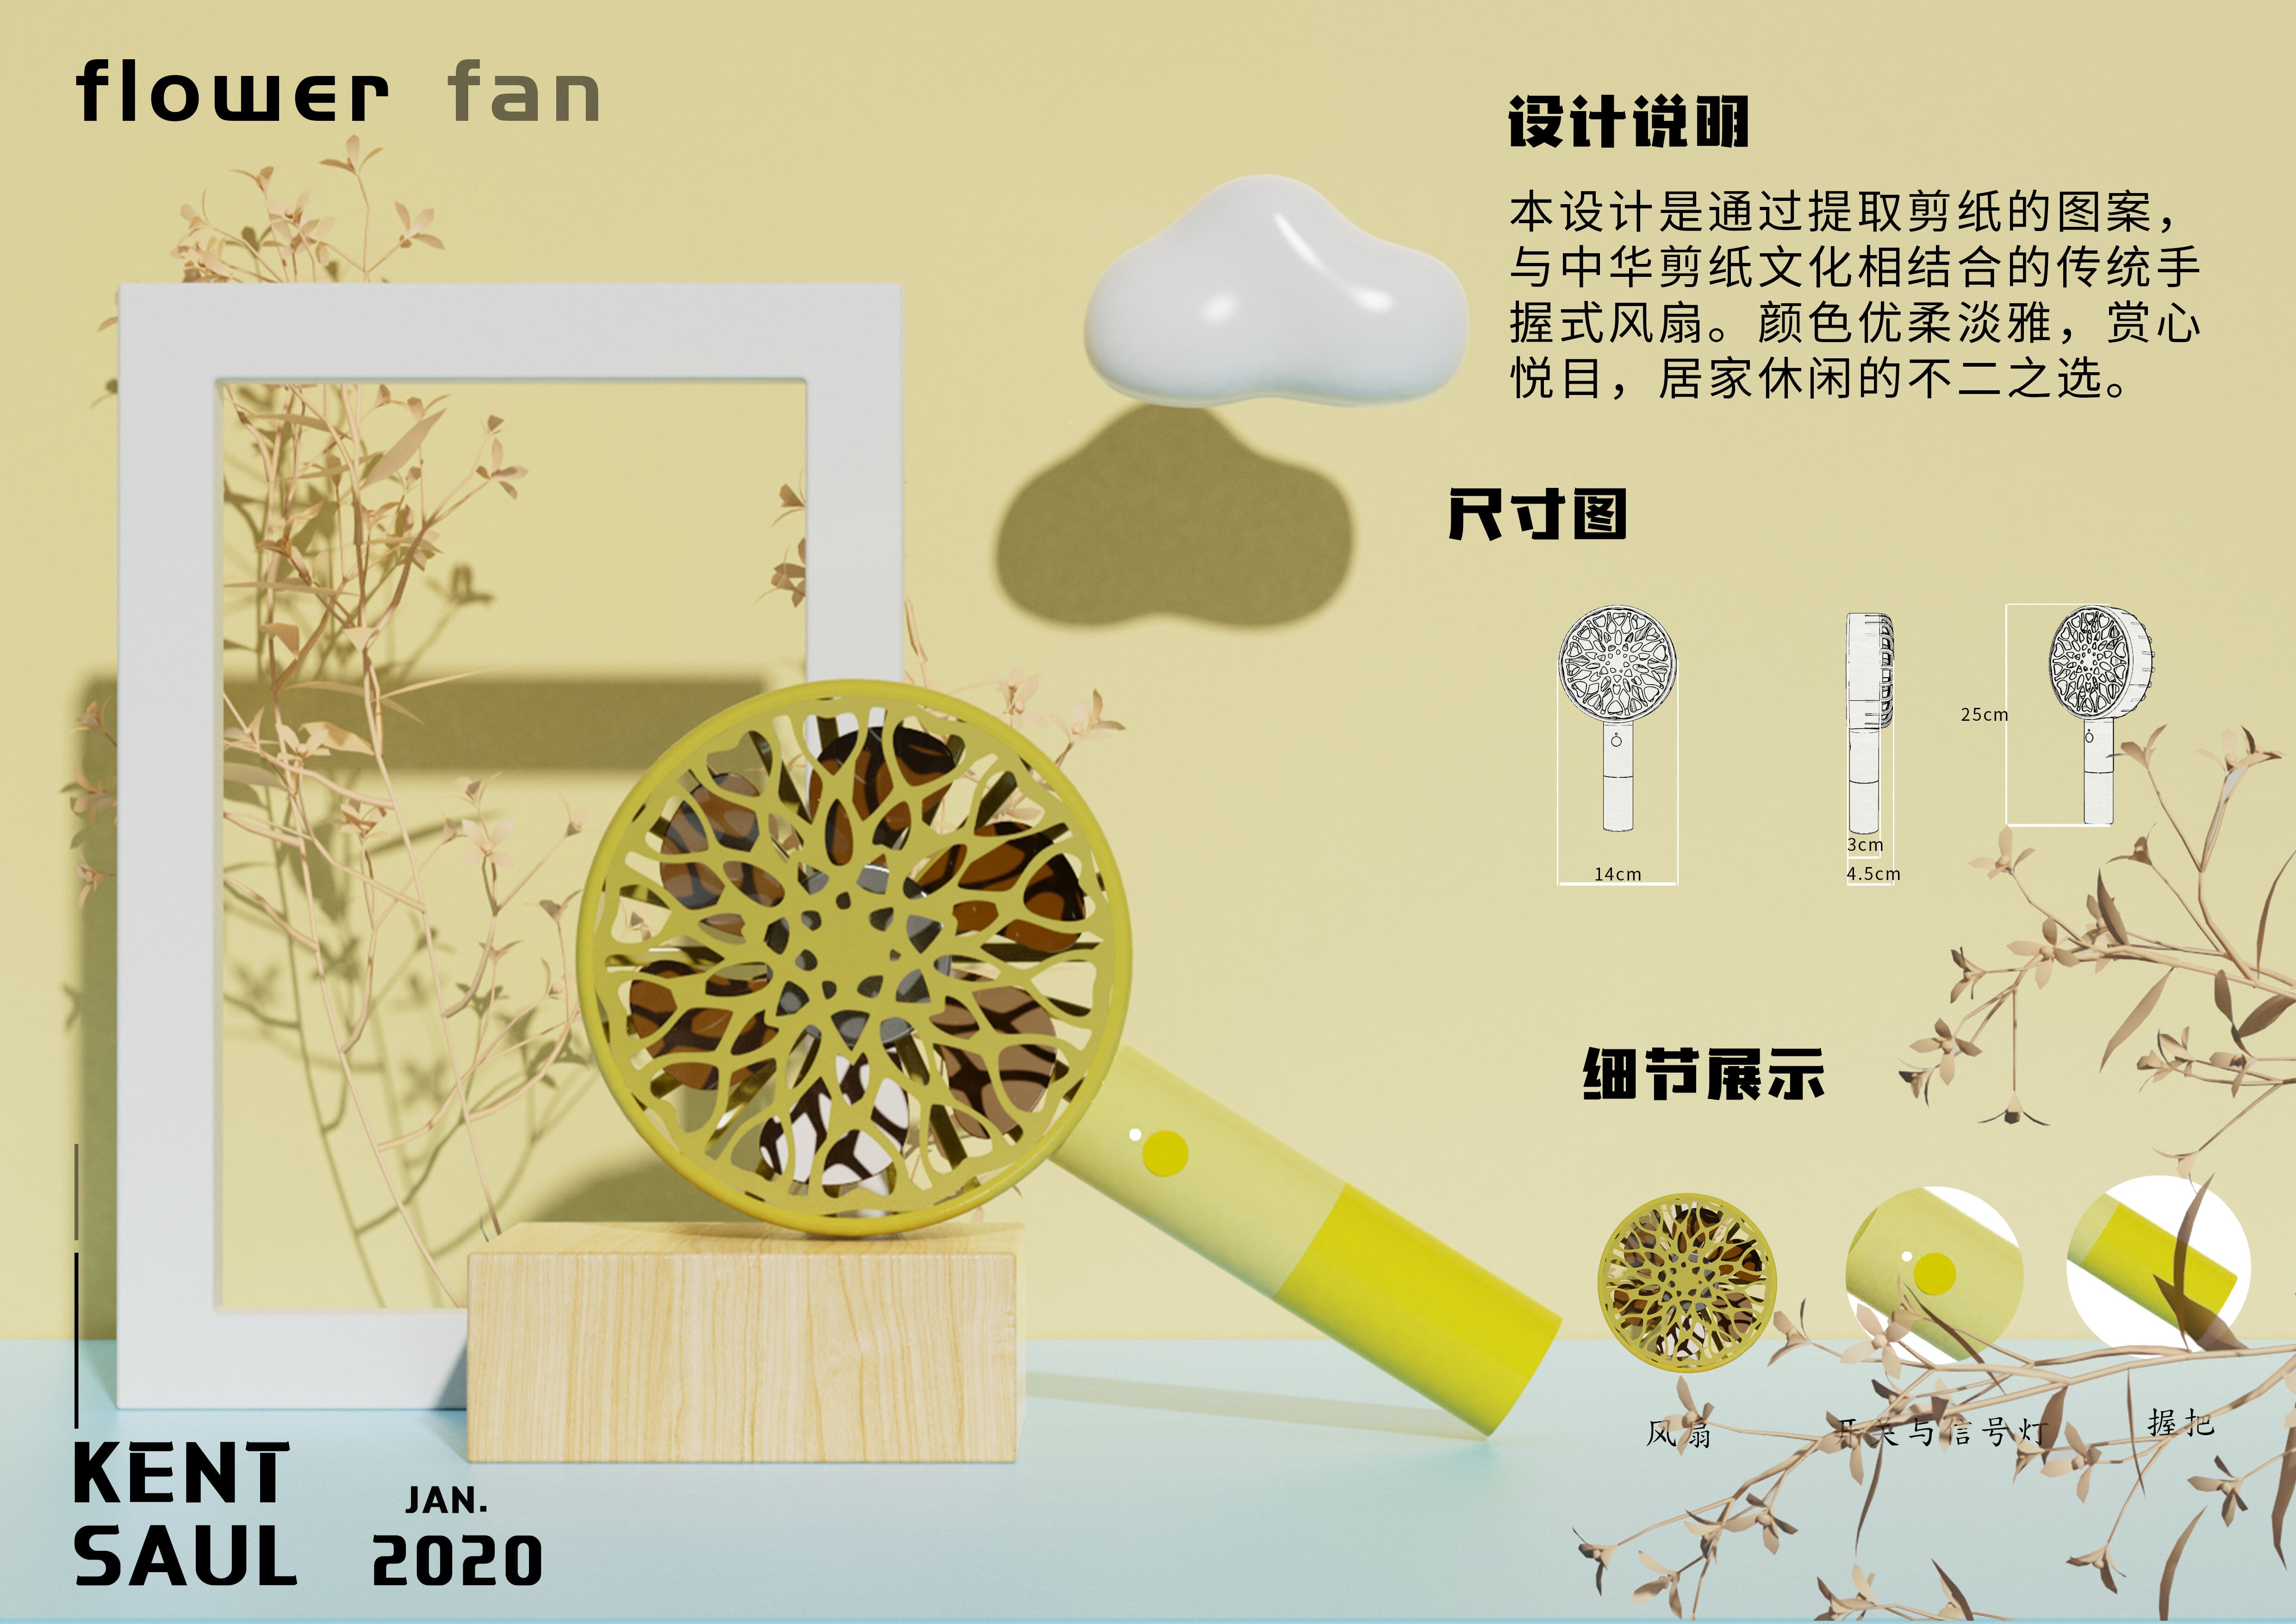 flower fan
设计说明
本设计是通过提取剪纸的图案，
与中华剪纸文化相结合的传统手
握式风扇。颜色优柔淡雅，赏心
悦目，居家休闲的不二之选。
尺寸图
25cm
3cm
14cm
4.5cm
细节展示
风扇
开关与信号灯
握把
KENT
SAUL
JAN.
2020